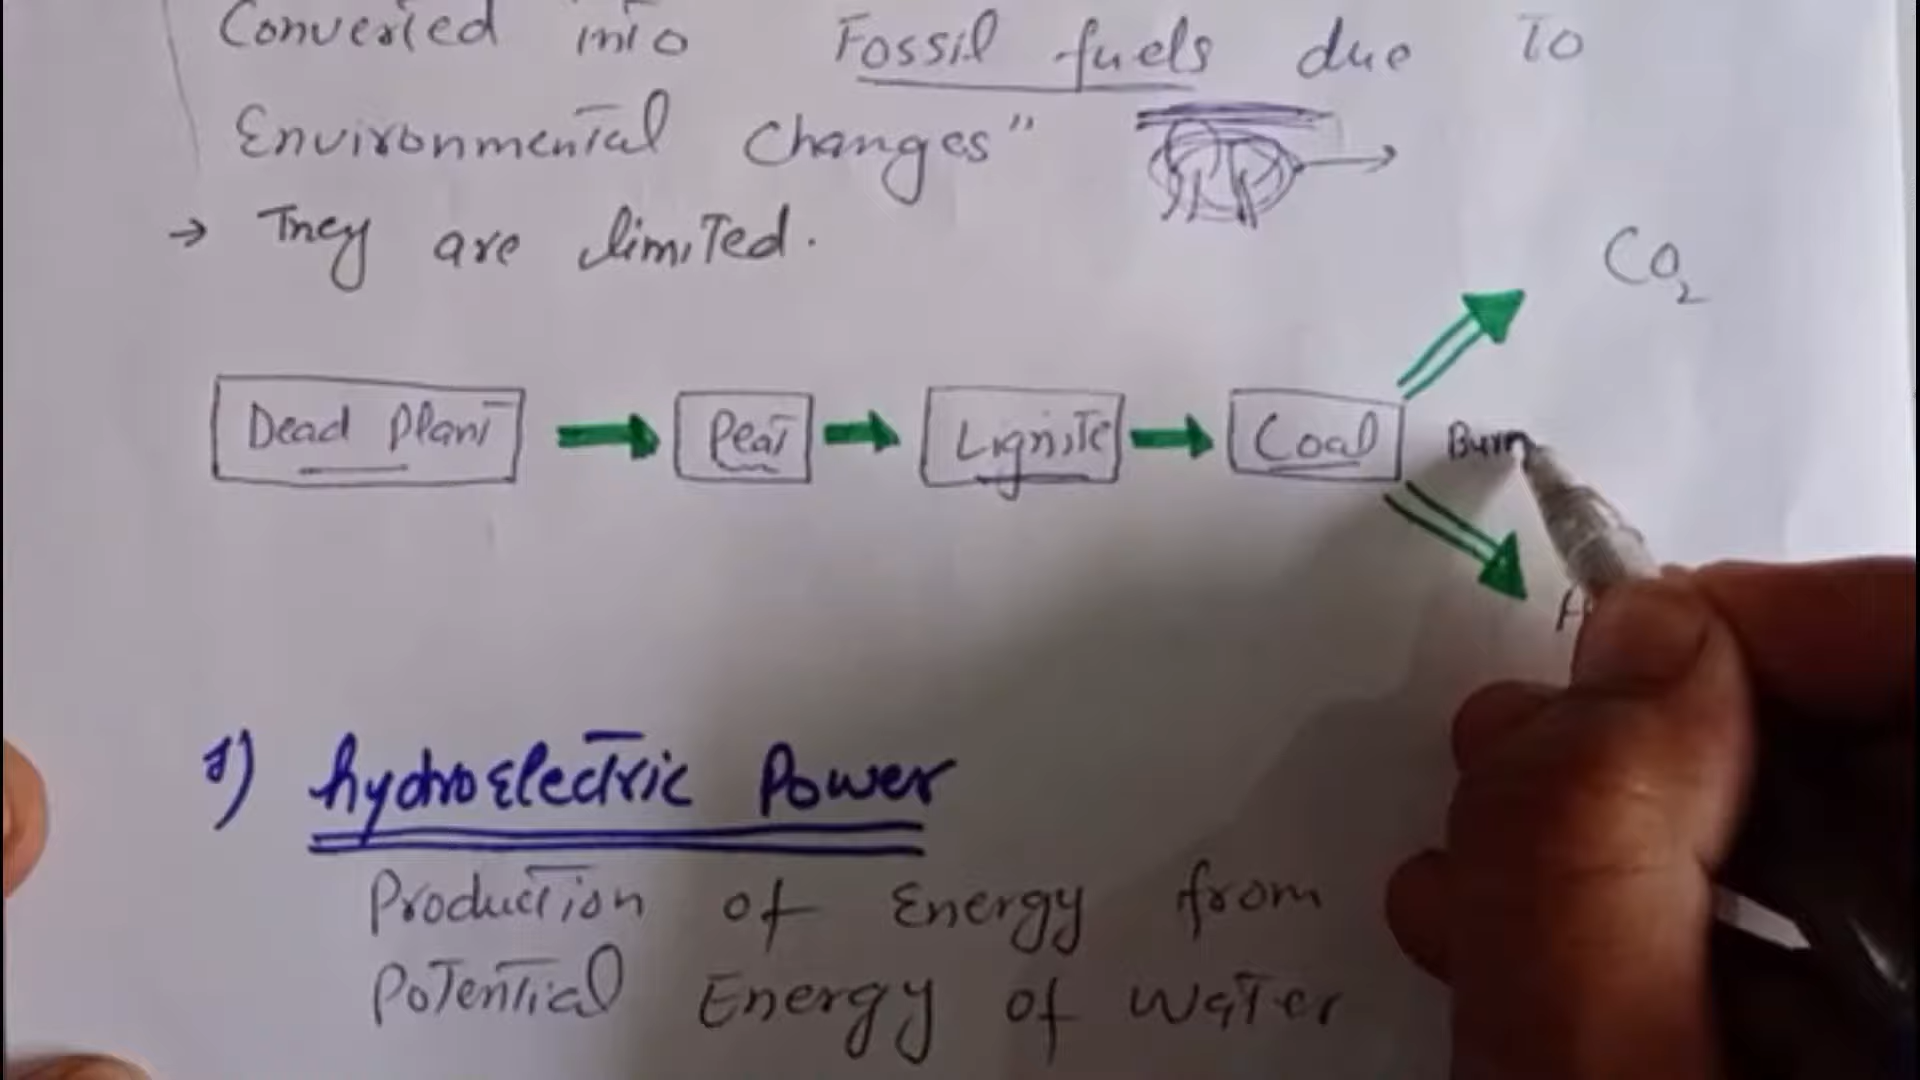 Converted into Fossil fuels due To
Environmental Changes"
→ They are limited.
CO₂
Dead Plant → Peat → Lignite → Coal Burn
1) hydroelectric Power
Production of Energy from
Potential Energy of water